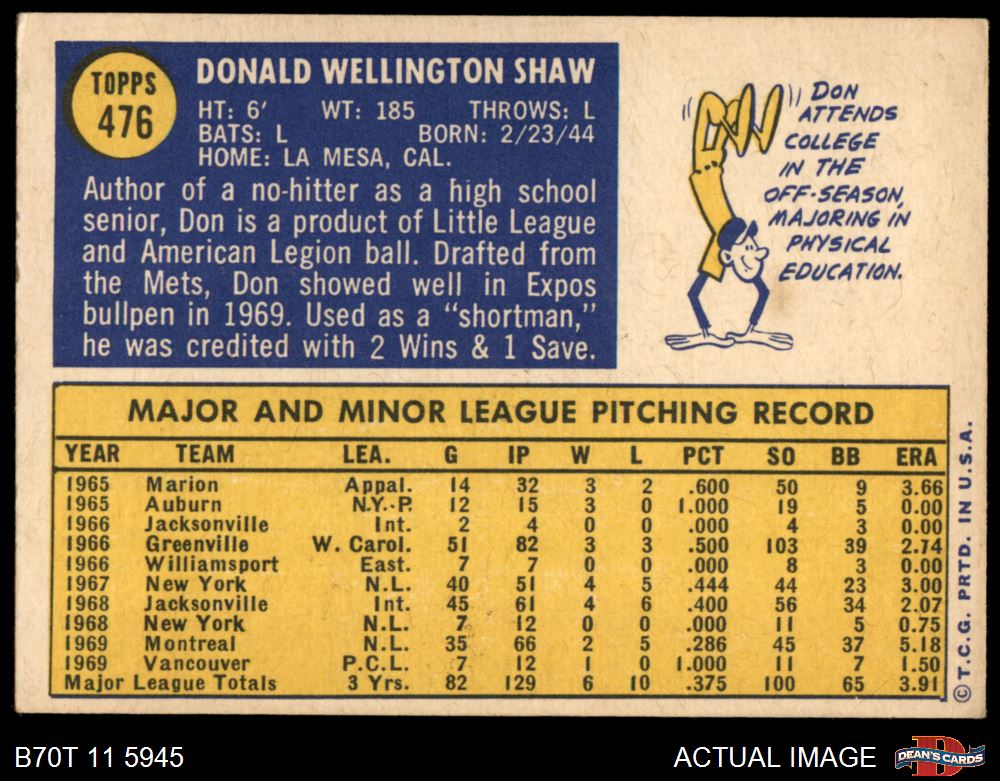 TOPPS
476
DONALD WELLINGTON SHAW
HT: 6' WT: 185 THROWS: L
BATS: L BORN: 2/23/44
HOME: LA MESA, CAL.
Author of a no-hitter as a high school
senior, Don is a product of Little League
and American Legion ball. Drafted from
the Mets, Don showed well in Expos
bullpen in 1969. Used as a "shortman,"
he was credited with 2 Wins & 1 Save.
DON
ATTENDS
COLLEGE
IN THE
OFF-SEASON,
MAJORING IN
PHYSICAL
EDUCATION.
MAJOR AND MINOR LEAGUE PITCHING RECORD
YEAR TEAM LEA. G IP W L PCT SO BB ERA
1965 Marion Appal. 14 32 3 2 .600 50 9 3.66
1965 Auburn N.Y.-P. 12 15 3 0 1.000 19 5 0.00
1966 Jacksonville Int. 2 4 0 0 .000 4 3 0.00
1966 Greenville W. Carol. 51 82 3 3 .500 103 39 2.74
1966 Williamsport East. 7 7 0 0 .000 8 3 0.00
1967 New York N.L. 40 51 4 5 .444 44 23 3.00
1968 Jacksonville Int. 45 61 4 6 .400 56 34 2.07
1968 New York N.L. 7 12 0 0 .000 11 5 0.75
1969 Montreal N.L. 35 66 2 5 .286 45 37 5.18
1969 Vancouver P.C.L. 7 12 1 0 1.000 11 7 1.50
Major League Totals 3 Yrs. 82 129 6 10 .375 100 65 3.91
© T.C.G. PRTD. IN U.S.A.
B70T 11 5945
ACTUAL IMAGE
D
DEAN'S CARDS